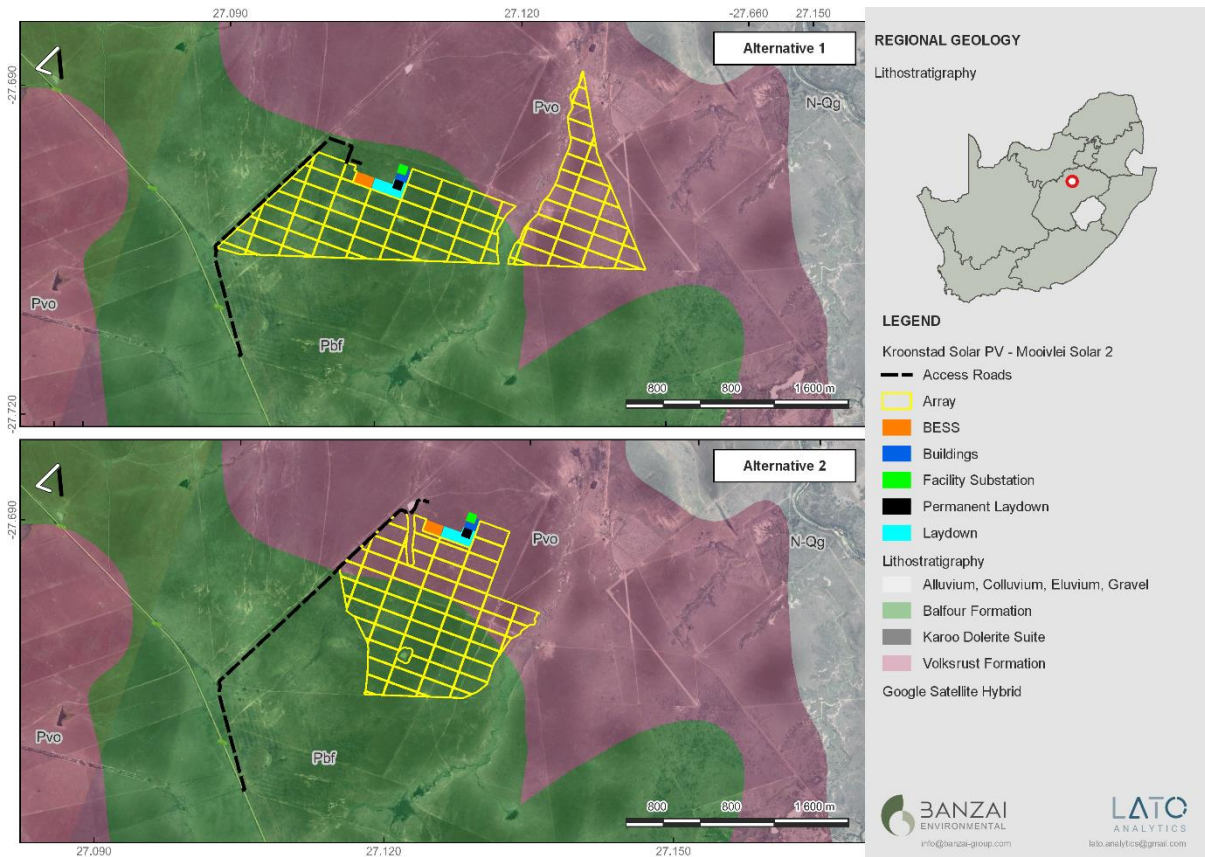 27.090
27.120
-27.660
27.150
Alternative 1
-27.690
N-Qg
Pvo
Pvo
Pbf
800
800
1 600 m
-27.720
Alternative 2
-27.690
Pvo
N-Qg
Pvo
Pbf
800
800
1 600 m
27.090
27.120
27.150
REGIONAL GEOLOGY
Lithostratigraphy
LEGEND
Kroonstad Solar PV - Mooivlei Solar 2
Access Roads
Array
BESS
Buildings
Facility Substation
Permanent Laydown
Laydown
Lithostratigraphy
Alluvium, Colluvium, Eluvium, Gravel
Balfour Formation
Karoo Dolerite Suite
Volksrust Formation
Google Satellite Hybrid
BANZAI
ENVIRONMENTAL
info@banzai-group.com
LATO
ANALYTICS
lato.analytics@gmail.com